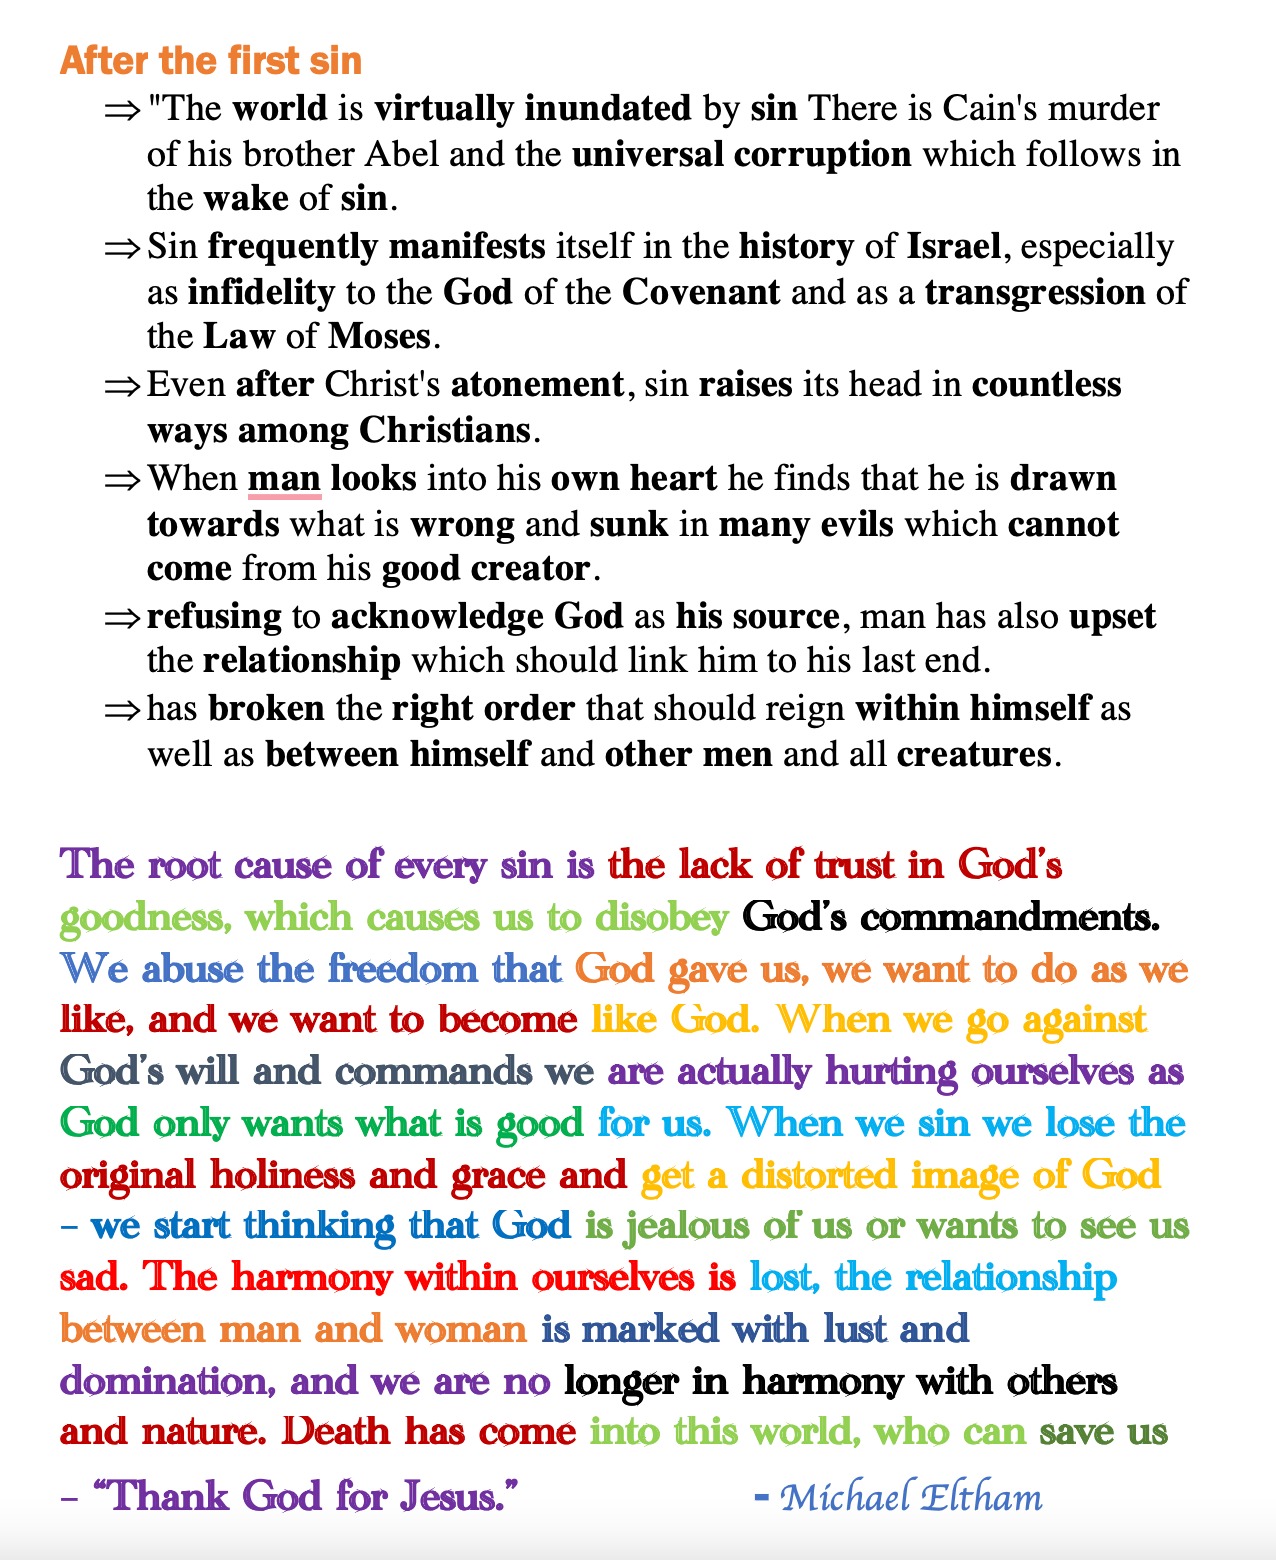 After the first sin
⇒ "The world is virtually inundated by sin There is Cain's murder
of his brother Abel and the universal corruption which follows in
the wake of sin.
⇒ Sin frequently manifests itself in the history of Israel, especially
as infidelity to the God of the Covenant and as a transgression of
the Law of Moses.
⇒ Even after Christ's atonement, sin raises its head in countless
ways among Christians.
⇒ When man looks into his own heart he finds that he is drawn
towards what is wrong and sunk in many evils which cannot
come from his good creator.
⇒ refusing to acknowledge God as his source, man has also upset
the relationship which should link him to his last end.
⇒ has broken the right order that should reign within himself as
well as between himself and other men and all creatures.
The root cause of every sin is the lack of trust in God’s
goodness, which causes us to disobey God’s commandments.
We abuse the freedom that God gave us, we want to do as we
like, and we want to become like God. When we go against
God’s will and commands we are actually hurting ourselves as
God only wants what is good for us. When we sin we lose the
original holiness and grace and get a distorted image of God
– we start thinking that God is jealous of us or wants to see us
sad. The harmony within ourselves is lost, the relationship
between man and woman is marked with lust and
domination, and we are no longer in harmony with others
and nature. Death has come into this world, who can save us
– “Thank God for Jesus.” - Michael Eltham